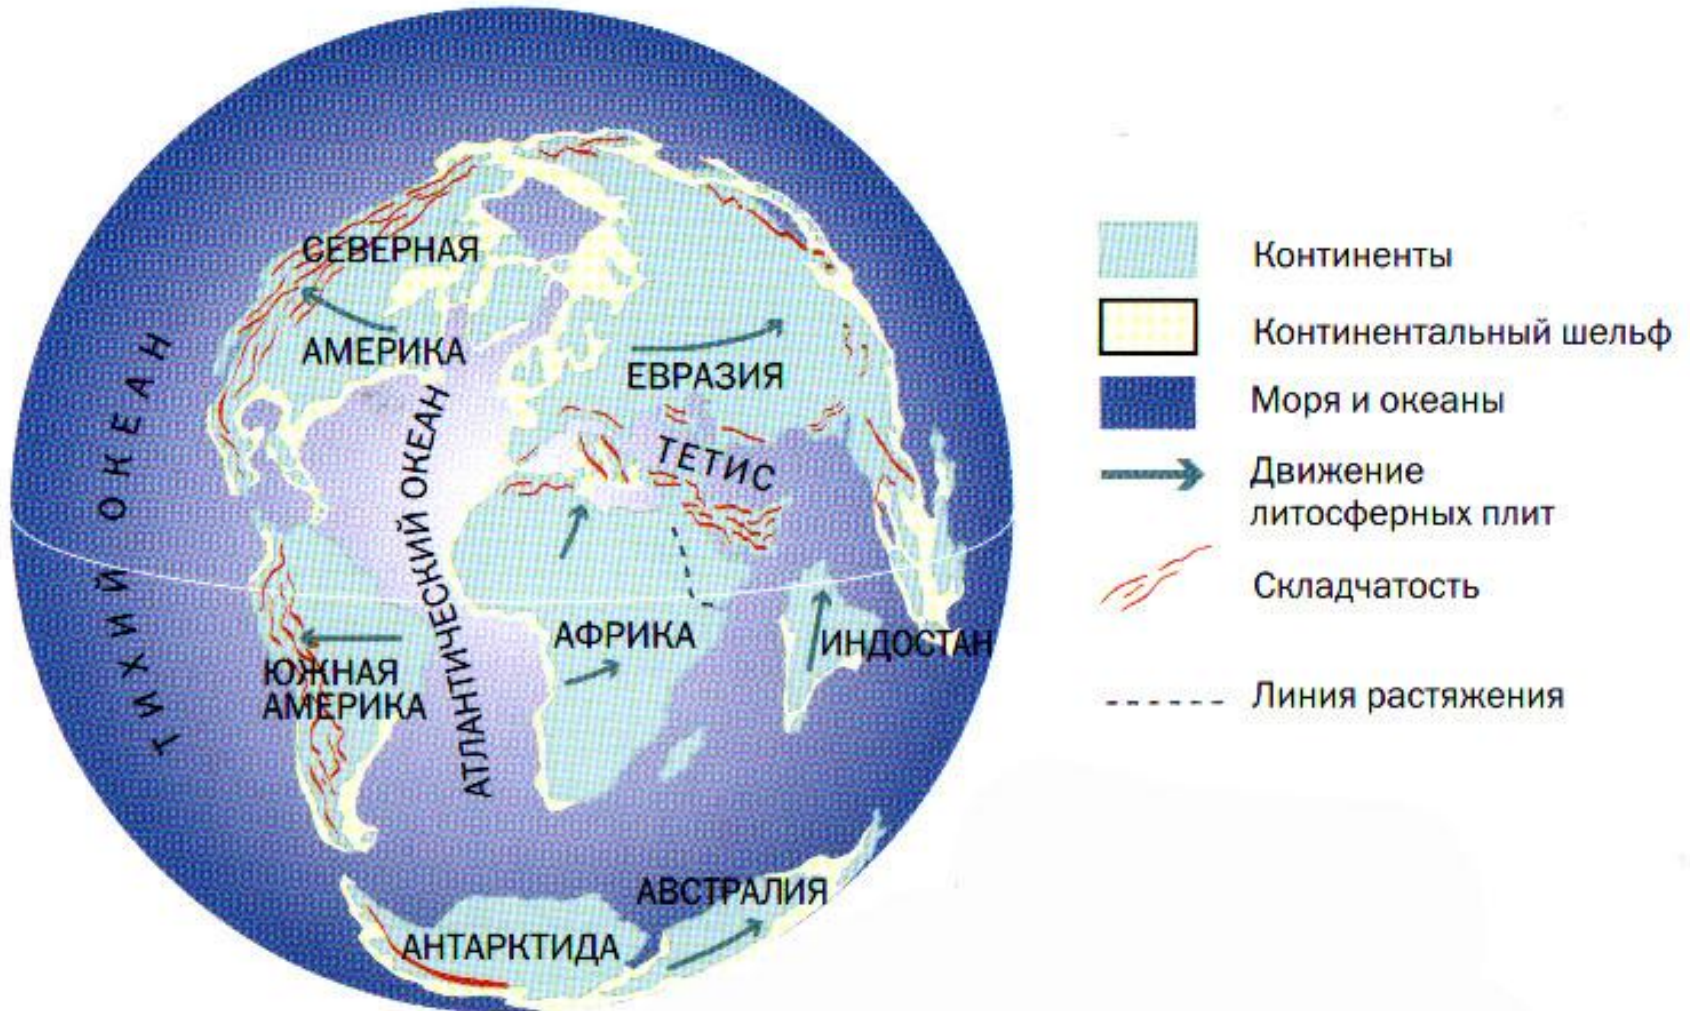 СЕВЕРНАЯ
АМЕРИКА
ЕВРАЗИЯ
ТЕТИС
ТИХИЙ ОКЕАН
АТЛАНТИЧЕСКИЙ ОКЕАН
АФРИКА
ИНДОСТАН
ЮЖНАЯ
АМЕРИКА
АВСТРАЛИЯ
АНТАРКТИДА
Континенты
Континентальный шельф
Моря и океаны
Движение
литосферных плит
Складчатость
Линия растяжения